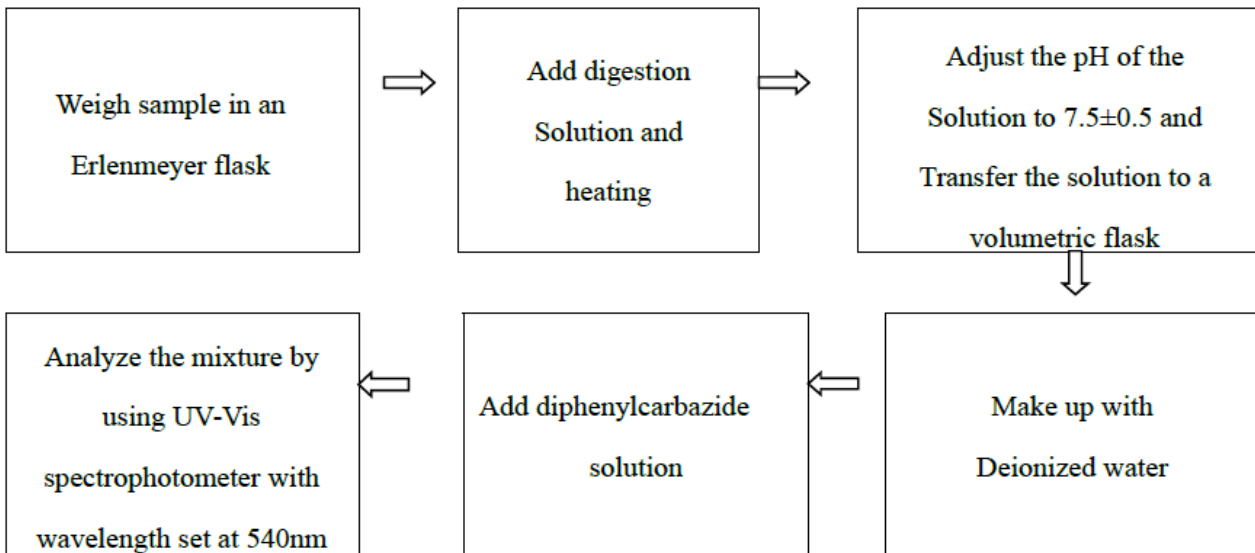 Weigh sample in an
Erlenmeyer flask
Add digestion
Solution and
heating
Adjust the pH of the
Solution to 7.5±0.5 and
Transfer the solution to a
volumetric flask
Make up with
Deionized water
Add diphenylcarbazide
solution
Analyze the mixture by
using UV-Vis
spectrophotometer with
wavelength set at 540nm